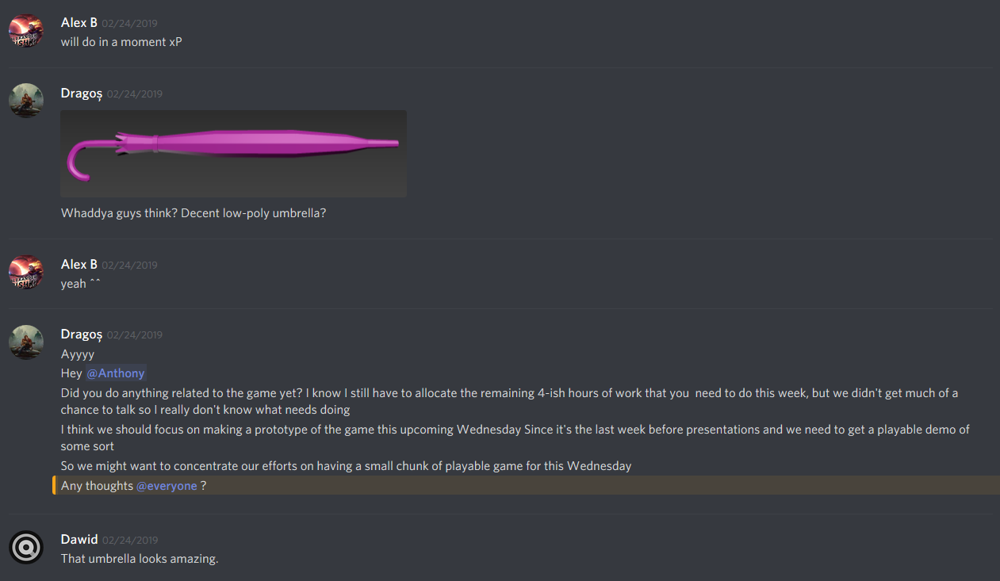 Alex B 02/24/2019
will do in a moment xP
Dragoș 02/24/2019
Whaddya guys think? Decent low-poly umbrella?
Alex B 02/24/2019
yeah ^^
Dragoș 02/24/2019
Ayyyy
Hey @Anthony
Did you do anything related to the game yet? I know I still have to allocate the remaining 4-ish hours of work that you  need to do this week, but we didn't get much of a
chance to talk so I really don't know what needs doing
I think we should focus on making a prototype of the game this upcoming Wednesday Since it's the last week before presentations and we need to get a playable demo of
some sort
So we might want to concentrate our efforts on having a small chunk of playable game for this Wednesday
Any thoughts @everyone ?
Dawid 02/24/2019
That umbrella looks amazing.